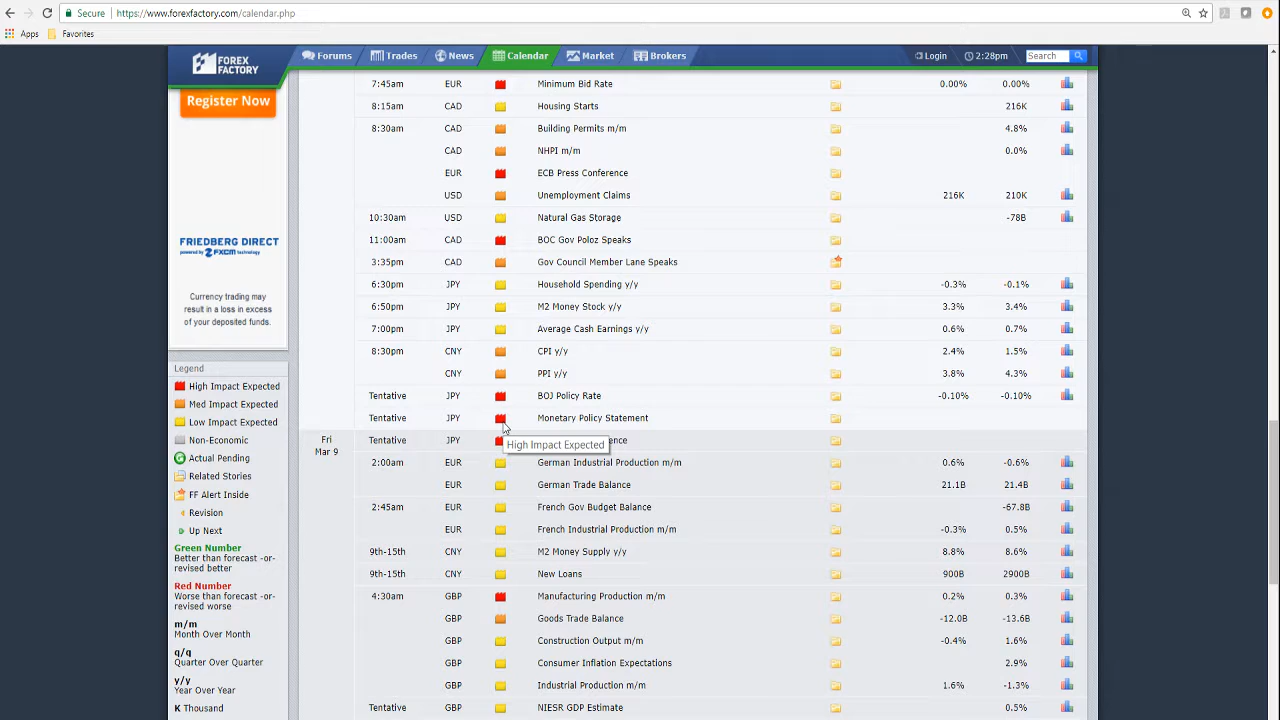 Secure https://www.forexfactory.com/calendar.php
Apps Favorites
FOREX FACTORY Forums Trades News Calendar Market Brokers Login 2:28pm Search
Register Now
FRIEDBERG DIRECT
powered by FXCM technology
Currency trading may
result in a loss in excess
of your deposited funds.
Legend
High Impact Expected
Med Impact Expected
Low Impact Expected
Non-Economic
Actual Pending
Related Stories
FF Alert Inside
Revision
Up Next
Green Number
Better than forecast -or-
revised better
Red Number
Worse than forecast -or-
revised worse
m/m
Month Over Month
q/q
Quarter Over Quarter
y/y
Year Over Year
K Thousand
7:45am EUR Minimum Bid Rate 0.00% 0.00%
8:15am CAD Housing Starts 216K
8:30am CAD Building Permits m/m 4.8%
CAD NHPI m/m 0.0%
EUR ECB Press Conference
USD Unemployment Claims 216K 210K
10:30am USD Natural Gas Storage -78B
11:00am CAD BOC Gov Poloz Speaks
3:35pm CAD Gov Council Member Lane Speaks
6:30pm JPY Household Spending y/y -0.3% -0.1%
6:50pm JPY M2 Money Stock y/y 3.3% 3.4%
7:00pm JPY Average Cash Earnings y/y 0.6% 0.7%
8:30pm CNY CPI y/y 2.4% 1.5%
CNY PPI y/y 3.8% 4.3%
Tentative JPY BOJ Policy Rate -0.10% -0.10%
Tentative JPY Monetary Policy Statement
Fri Mar 9 Tentative JPY ence
High Impact Expected
2:00am EUR German Industrial Production m/m 0.6% -0.6%
EUR German Trade Balance 21.1B 21.4B
2:45am EUR French Gov Budget Balance -67.8B
EUR French Industrial Production m/m -0.3% 0.5%
9th-15th CNY M2 Money Supply y/y 8.8% 8.6%
9th-15th CNY New Loans 900B 2900B
4:30am GBP Manufacturing Production m/m 0.2% 0.3%
GBP Goods Trade Balance -12.0B -13.6B
GBP Construction Output m/m -0.4% 1.6%
GBP Consumer Inflation Expectations 2.9%
GBP Industrial Production m/m 1.6% -1.3%
Tentative GBP NIESR GDP Estimate 0.5%